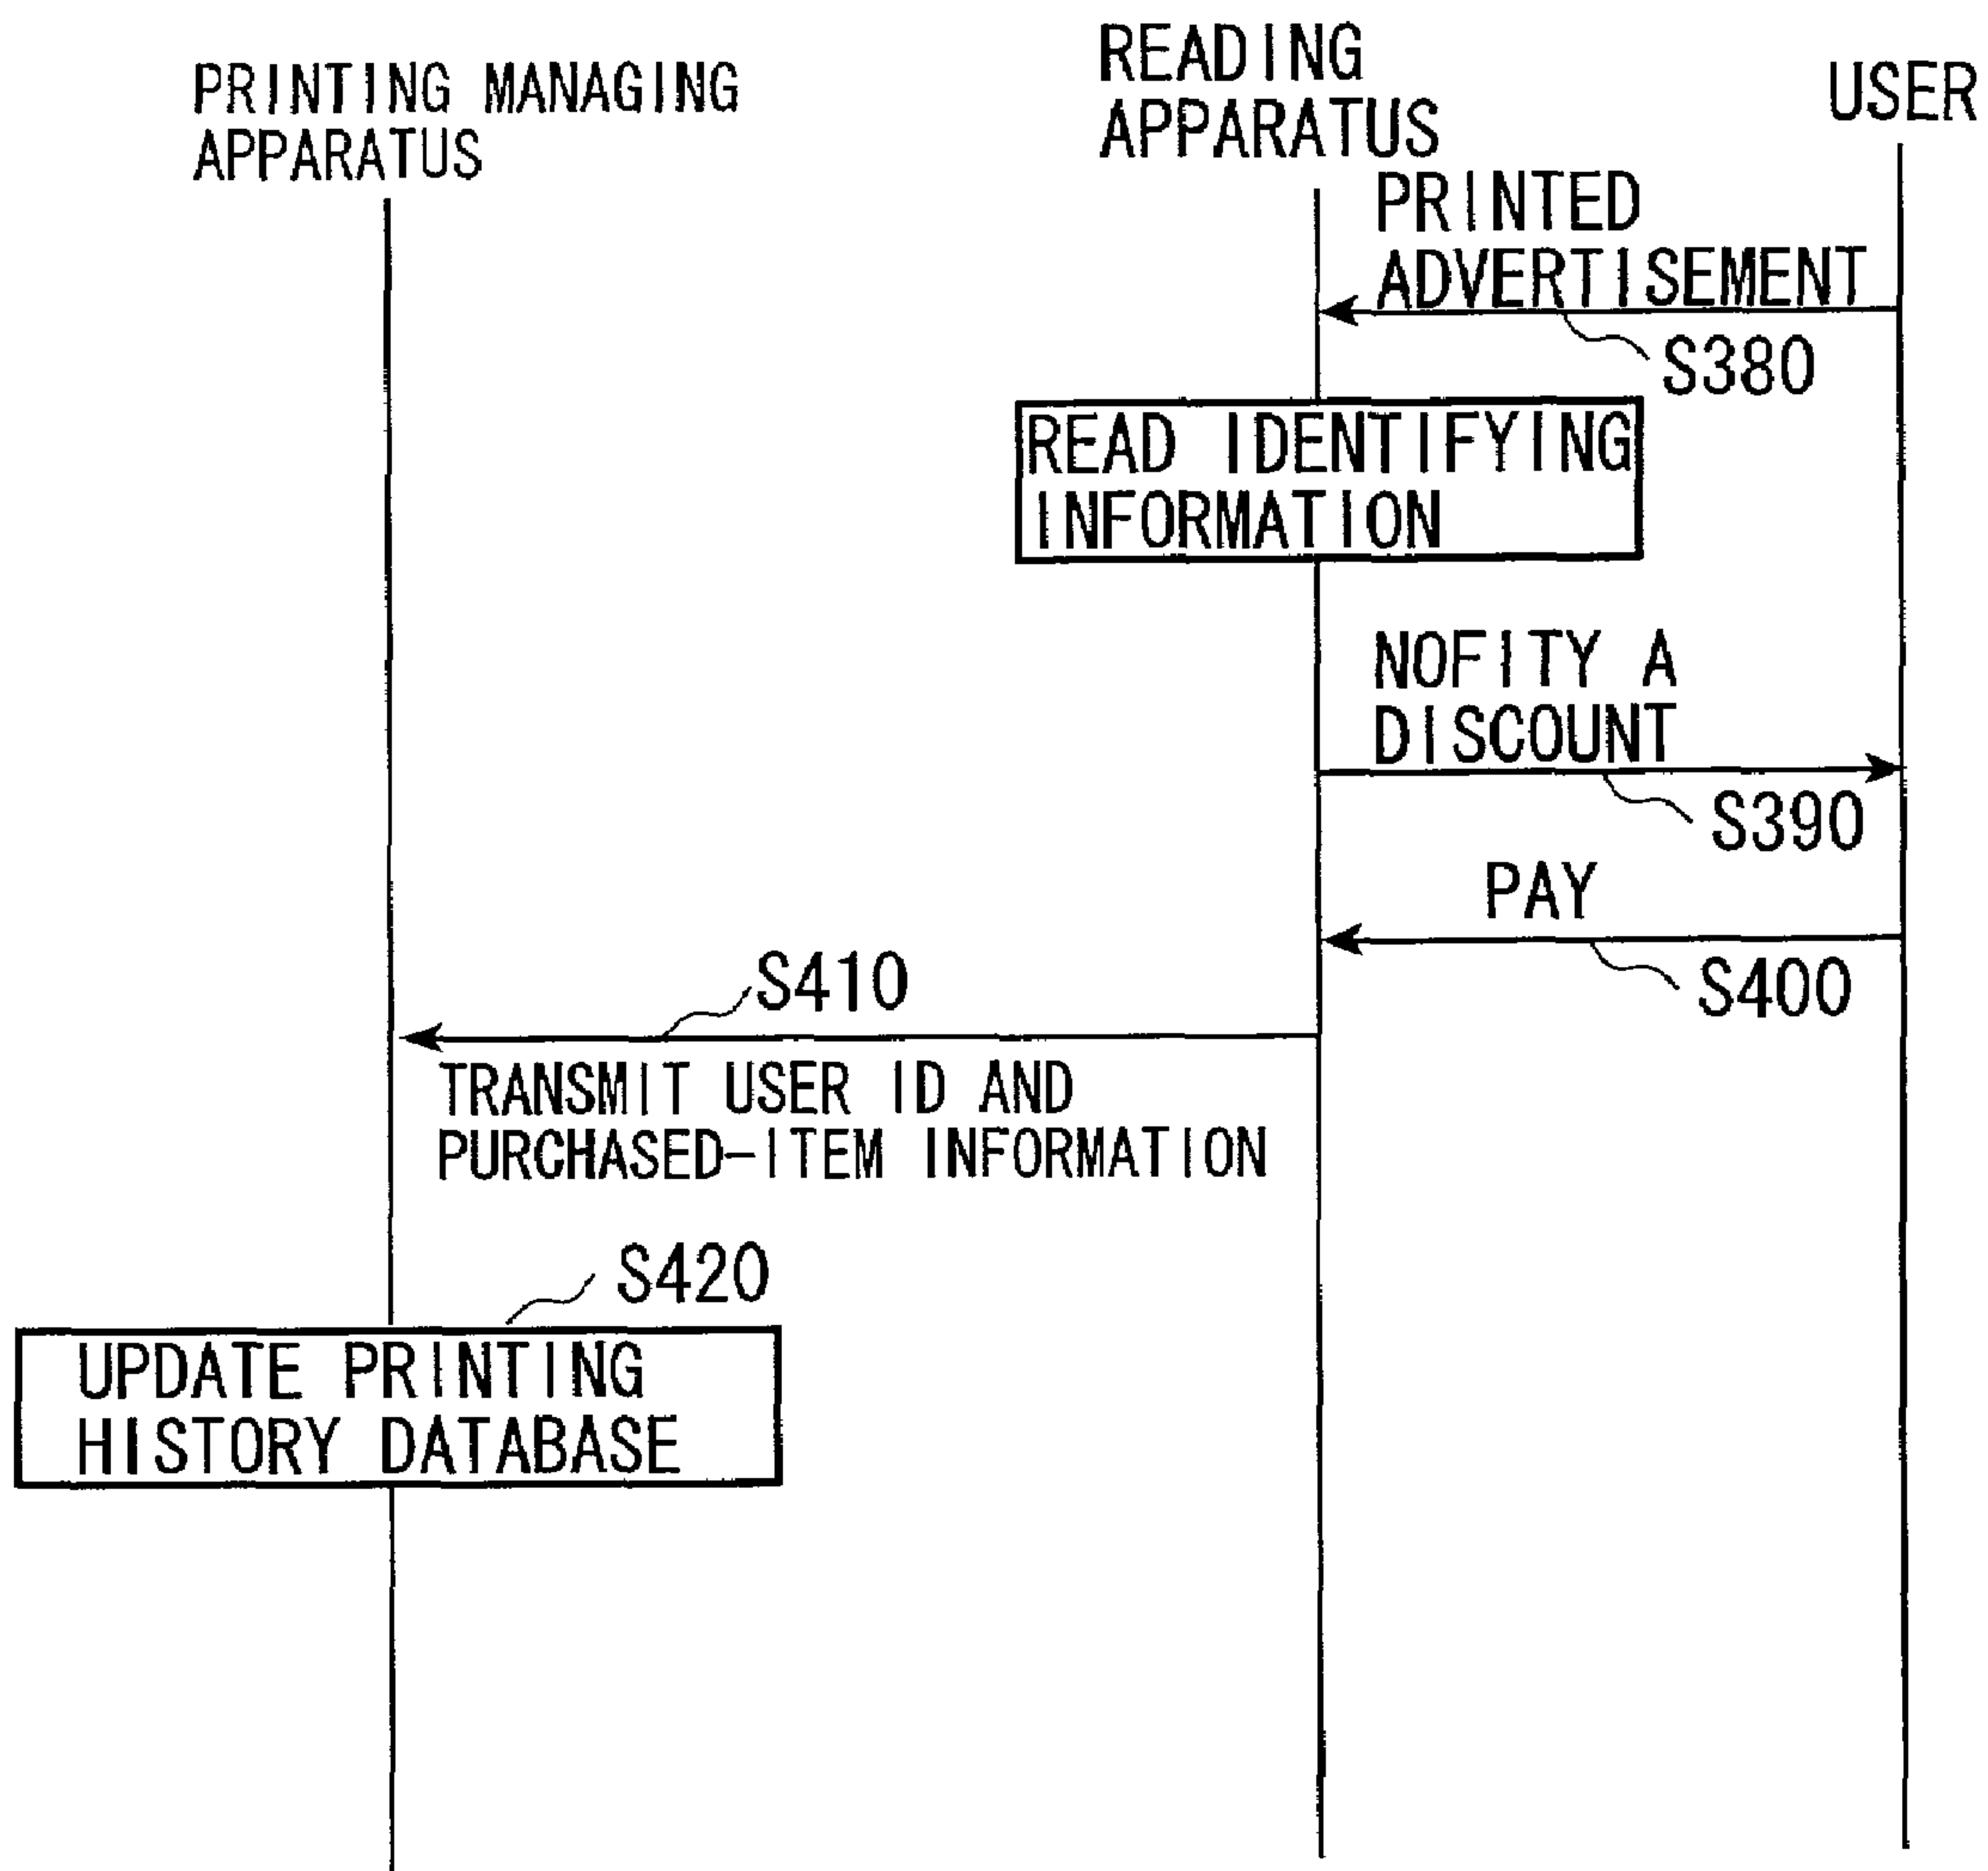 PRINTING MANAGING
APPARATUS
READING
APPARATUS
USER
PRINTED
ADVERTISEMENT
S380
READ IDENTIFYING
INFORMATION
NOFITY A
DISCOUNT
S390
PAY
S400
S410
TRANSMIT USER ID AND
PURCHASED-ITEM INFORMATION
S420
UPDATE PRINTING
HISTORY DATABASE